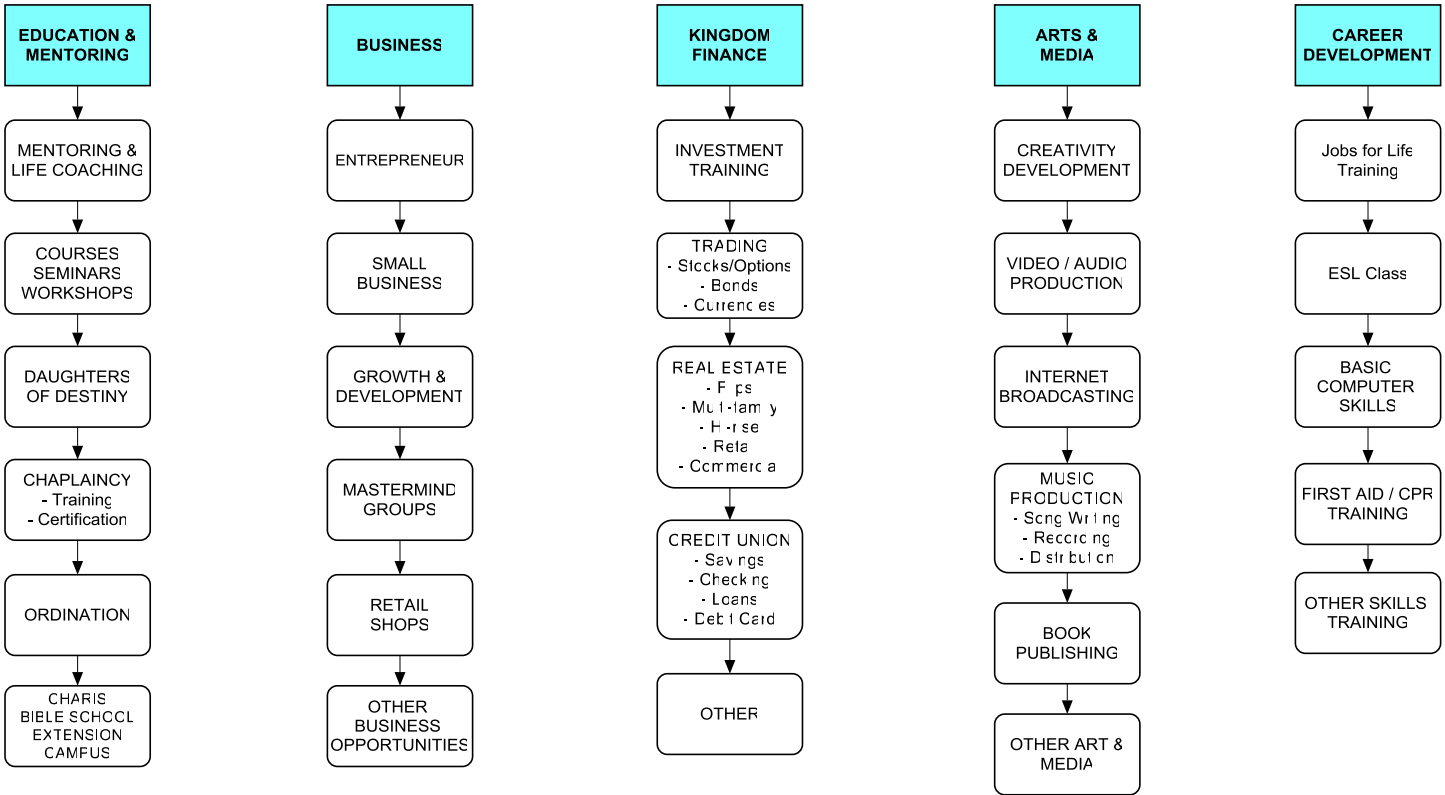 EDUCATION &
MENTORING
MENTORING &
LIFE COACHING
COURSES
SEMINARS
WORKSHOPS
DAUGHTERS
OF DESTINY
CHAPLAINCY
- Training
- Certification
ORDINATION
CHARIS
BIBLE SCHOOL
EXTENSION
CAMPUS
BUSINESS
ENTREPRENEUR
SMALL
BUSINESS
GROWTH &
DEVELOPMENT
MASTERMIND
GROUPS
RETAIL
SHOPS
OTHER
BUSINESS
OPPORTUNITIES
KINGDOM
FINANCE
INVESTMENT
TRAINING
TRADING
- Stocks/Options
- Bonds
- Currencies
REAL ESTATE
- Flips
- Multi-family
- Hi-rise
- Retail
- Commercial
CREDIT UNION
- Savings
- Checking
- Loans
- Debit Card
OTHER
ARTS &
MEDIA
CREATIVITY
DEVELOPMENT
VIDEO / AUDIO
PRODUCTION
INTERNET
BROADCASTING
MUSIC
PRODUCTION
- Song Writing
- Recording
- Distribution
BOOK
PUBLISHING
OTHER ART &
MEDIA
CAREER
DEVELOPMENT
Jobs for Life
Training
ESL Class
BASIC
COMPUTER
SKILLS
FIRST AID / CPR
TRAINING
OTHER SKILLS
TRAINING